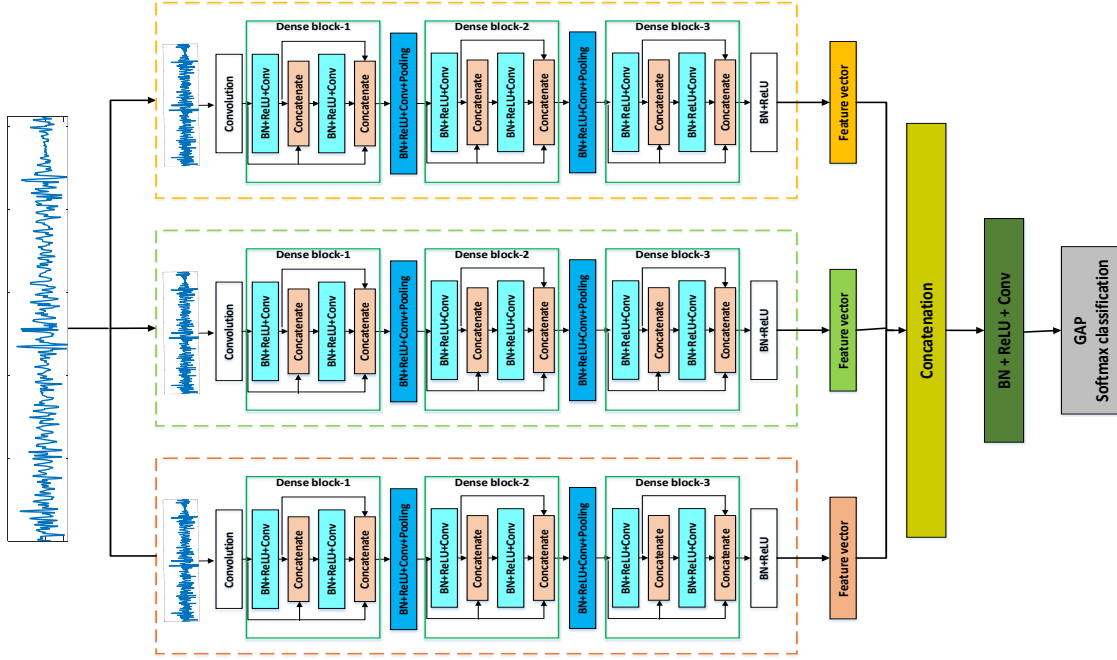 Dense block-1
Dense block-2
Dense block-3
Convolution
BN+ReLU+Conv
Concatenate
BN+ReLU+Conv
Concatenate
BN+ReLU+Conv+Pooling
BN+ReLU+Conv
Concatenate
BN+ReLU+Conv
Concatenate
BN+ReLU+Conv+Pooling
BN+ReLU+Conv
Concatenate
BN+ReLU+Conv
Concatenate
BN+ReLU
Feature vector
Dense block-1
Dense block-2
Dense block-3
Convolution
BN+ReLU+Conv
Concatenate
BN+ReLU+Conv
Concatenate
BN+ReLU+Conv+Pooling
BN+ReLU+Conv
Concatenate
BN+ReLU+Conv
Concatenate
BN+ReLU+Conv+Pooling
BN+ReLU+Conv
Concatenate
BN+ReLU+Conv
Concatenate
BN+ReLU
Feature vector
Dense block-1
Dense block-2
Dense block-3
Convolution
BN+ReLU+Conv
Concatenate
BN+ReLU+Conv
Concatenate
BN+ReLU+Conv+Pooling
BN+ReLU+Conv
Concatenate
BN+ReLU+Conv
Concatenate
BN+ReLU+Conv+Pooling
BN+ReLU+Conv
Concatenate
BN+ReLU+Conv
Concatenate
BN+ReLU
Feature vector
Concatenation
BN + ReLU + Conv
GAP
Softmax classification